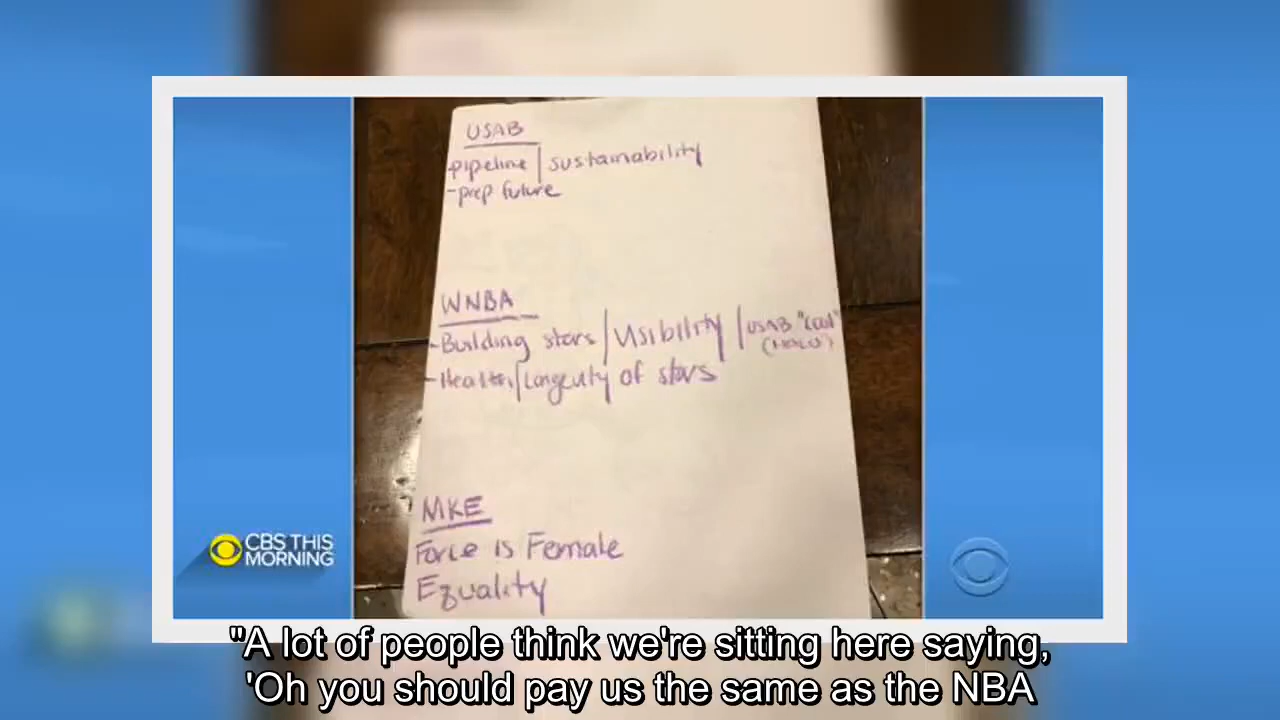 USAB
pipeline | sustainability
- prep future
WNBA
- Building stars / Visibility / USAB "cool"
- Health / Longevity of stars
MKE
Force is Female
Equality
CBS THIS
MORNING
"A lot of people think we're sitting here saying,
'Oh you should pay us the same as the NBA